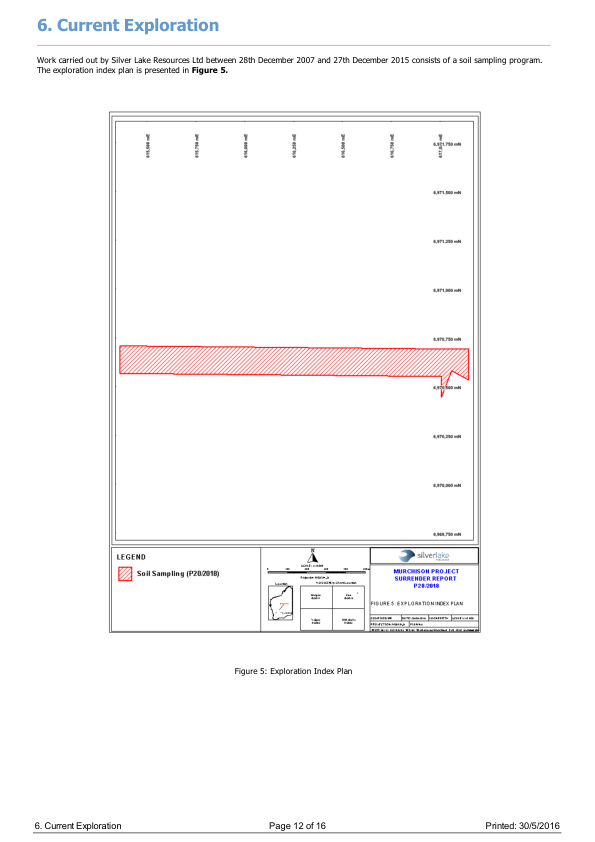 6. Current Exploration
Work carried out by Silver Lake Resources Ltd between 28th December 2007 and 27th December 2015 consists of a soil sampling program.
The exploration index plan is presented in Figure 5.
615,500 mE
615,750 mE
616,000 mE
616,250 mE
616,500 mE
616,750 mE
6,971,750 mN
6,971,500 mN
6,971,250 mN
6,971,000 mN
6,970,750 mN
6,970,500 mN
6,970,250 mN
6,970,000 mN
6,969,750 mN
LEGEND
Soil Sampling (P20/2018)
N
silverlake
MURCHISON PROJECT
SURRENDER REPORT
P20/2018
FIGURE 5: EXPLORATION INDEX PLAN
Figure 5: Exploration Index Plan
6. Current Exploration
Page 12 of 16
Printed: 30/5/2016